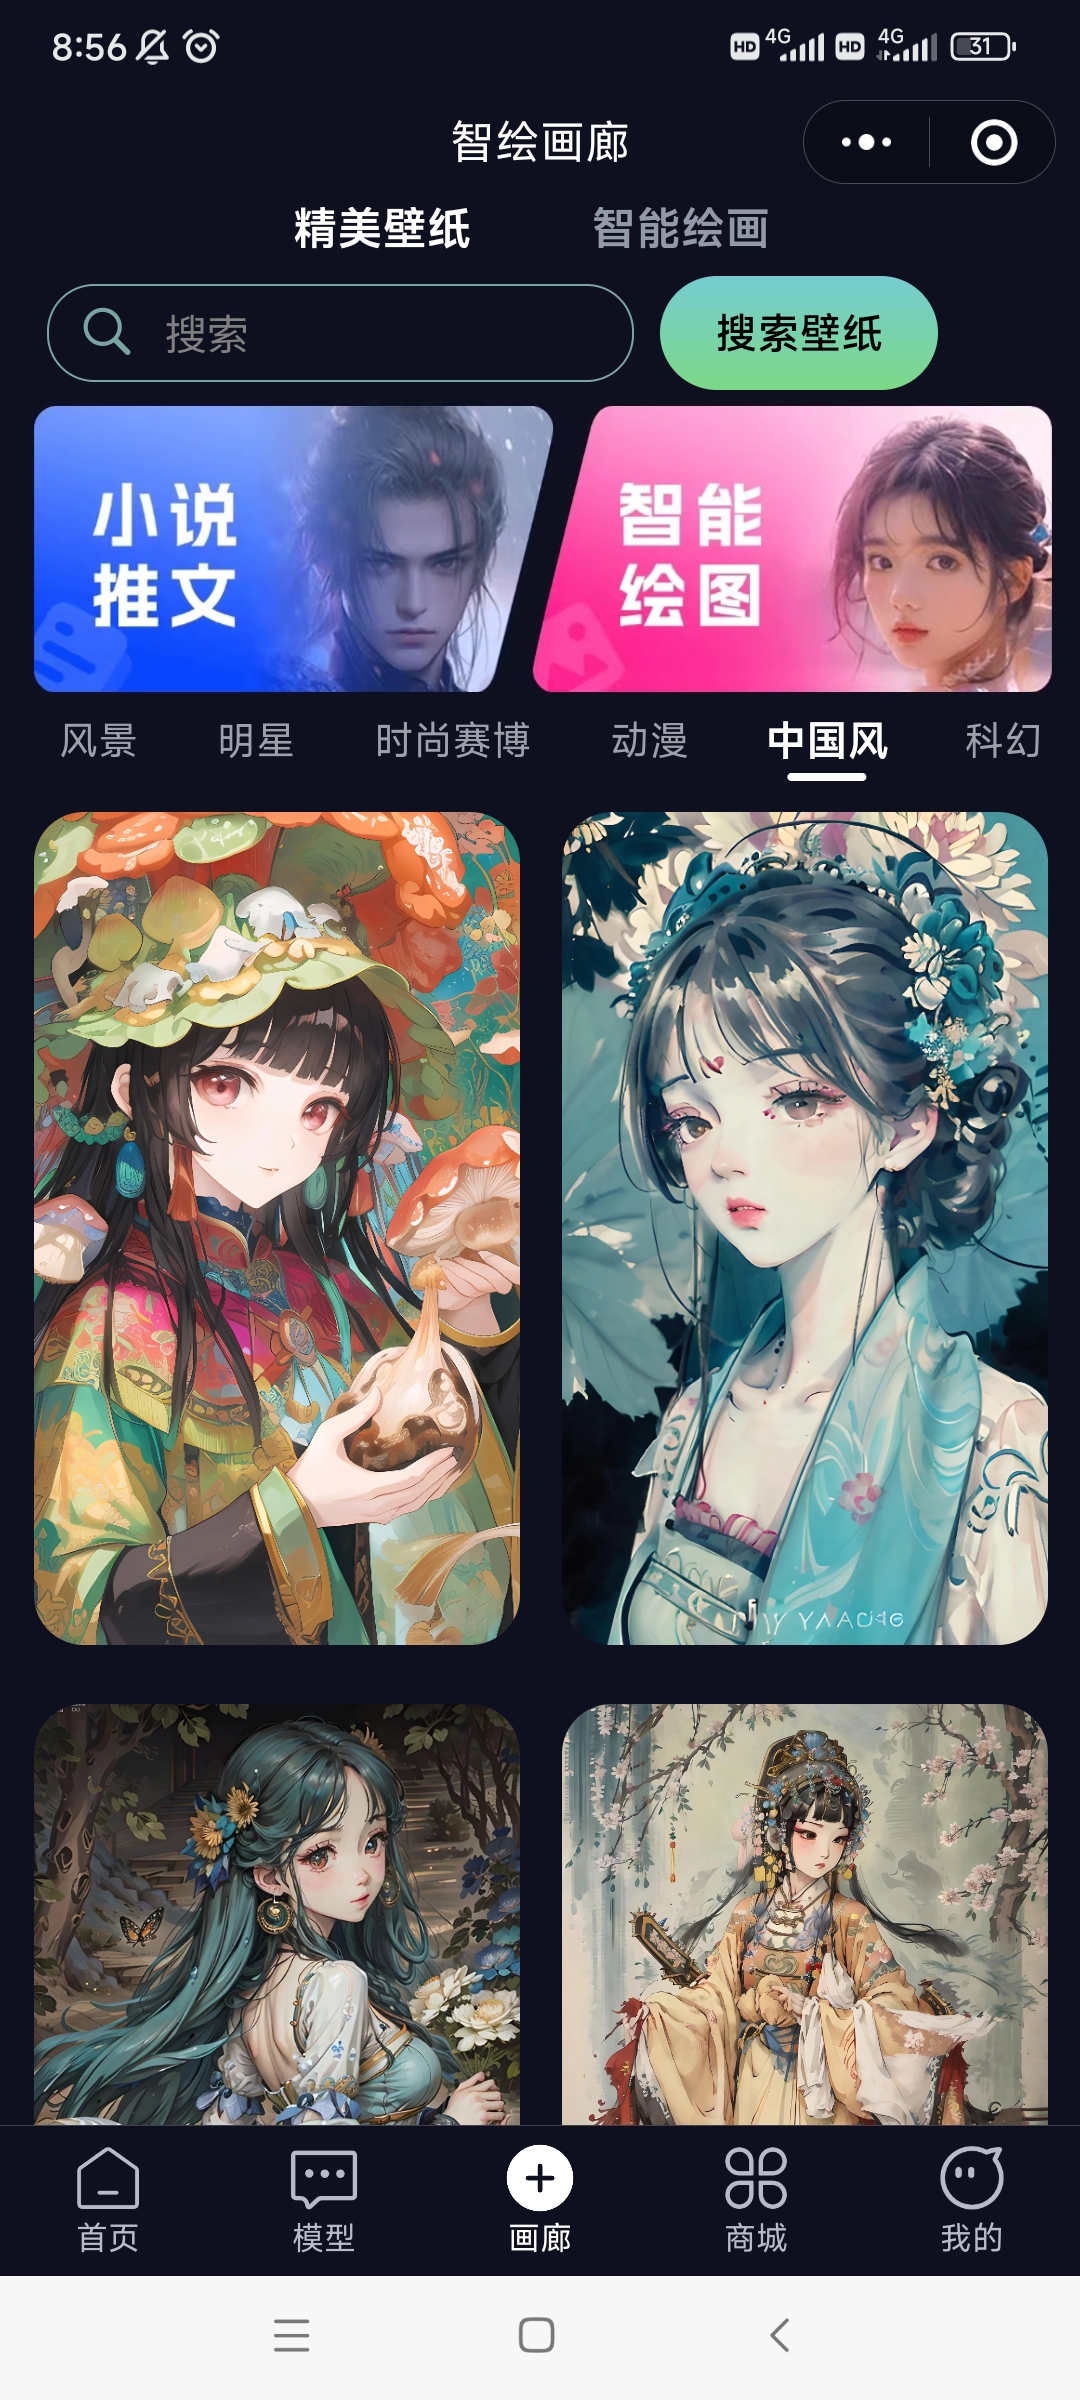 8:56
HD 4G HD 4G 31
智绘画廊
精美壁纸 智能绘画
搜索 搜索壁纸
小说
推文
智能
绘图
风景 明星 时尚赛博 动漫 中国风 科幻
首页 模型 画廊 商城 我的